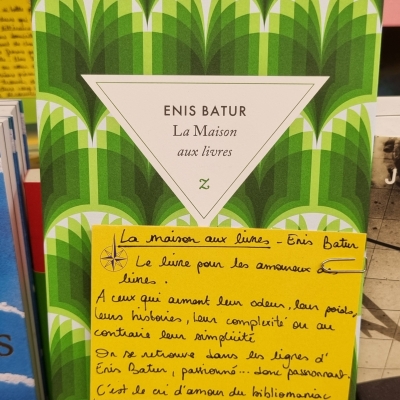 ENIS BATUR
La Maison
aux livres
z
La maison aux livres - Enis Batur
Le livre pour les amoureux des
livres.
A ceux qui aiment leur odeur, leur poids,
leurs histoires, leur complexité ou au
contraire leur simplicité
On se retrouve dans les lignes d'
Enis Batur, passionné... donc passionnant.
C'est le cri d'amour du bibliomaniac
S
J